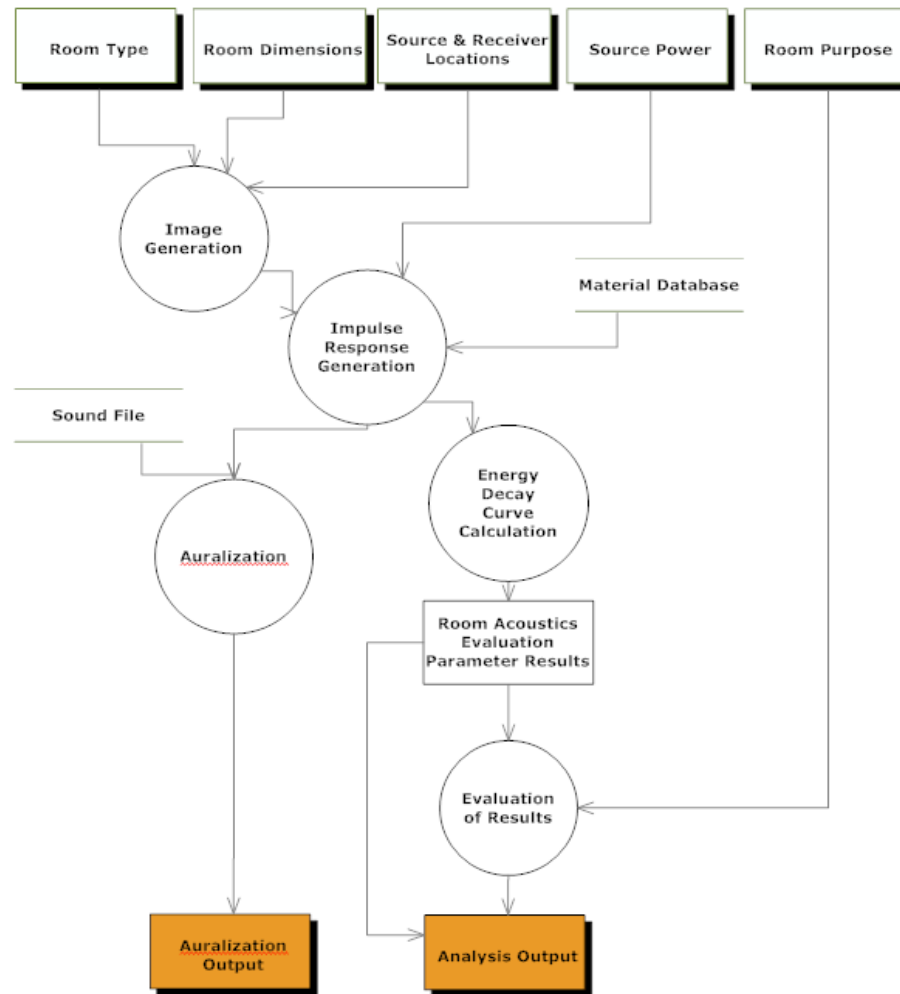 Room Type
Room Dimensions
Source & Receiver
Locations
Source Power
Room Purpose
Image
Generation
Material Database
Impulse
Response
Generation
Sound File
Energy
Decay
Curve
Calculation
Auralization
Room Acoustics
Evaluation
Parameter Results
Evaluation
of Results
Auralization
Output
Analysis Output